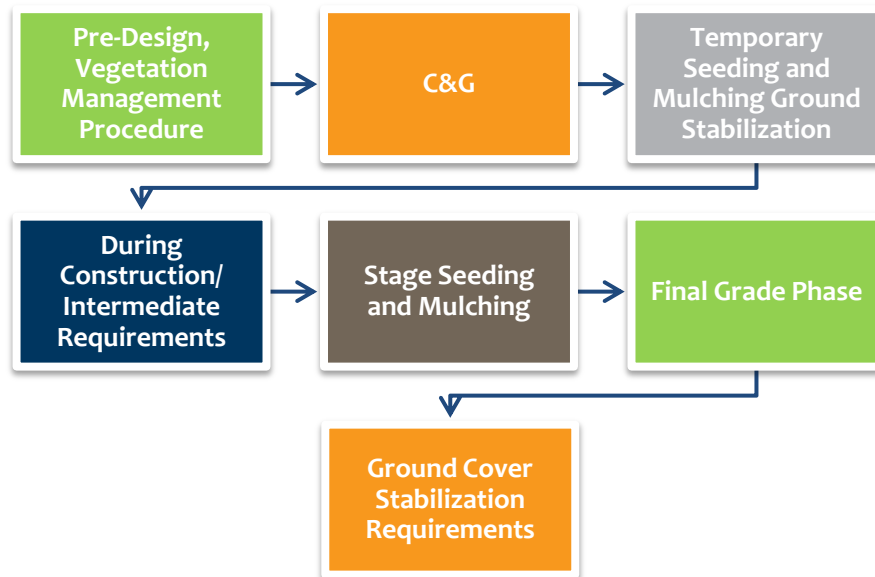 Pre-Design,
Vegetation
Management
Procedure
C&G
Temporary
Seeding and
Mulching Ground
Stabilization
During
Construction/
Intermediate
Requirements
Stage Seeding
and Mulching
Final Grade Phase
Ground Cover
Stabilization
Requirements